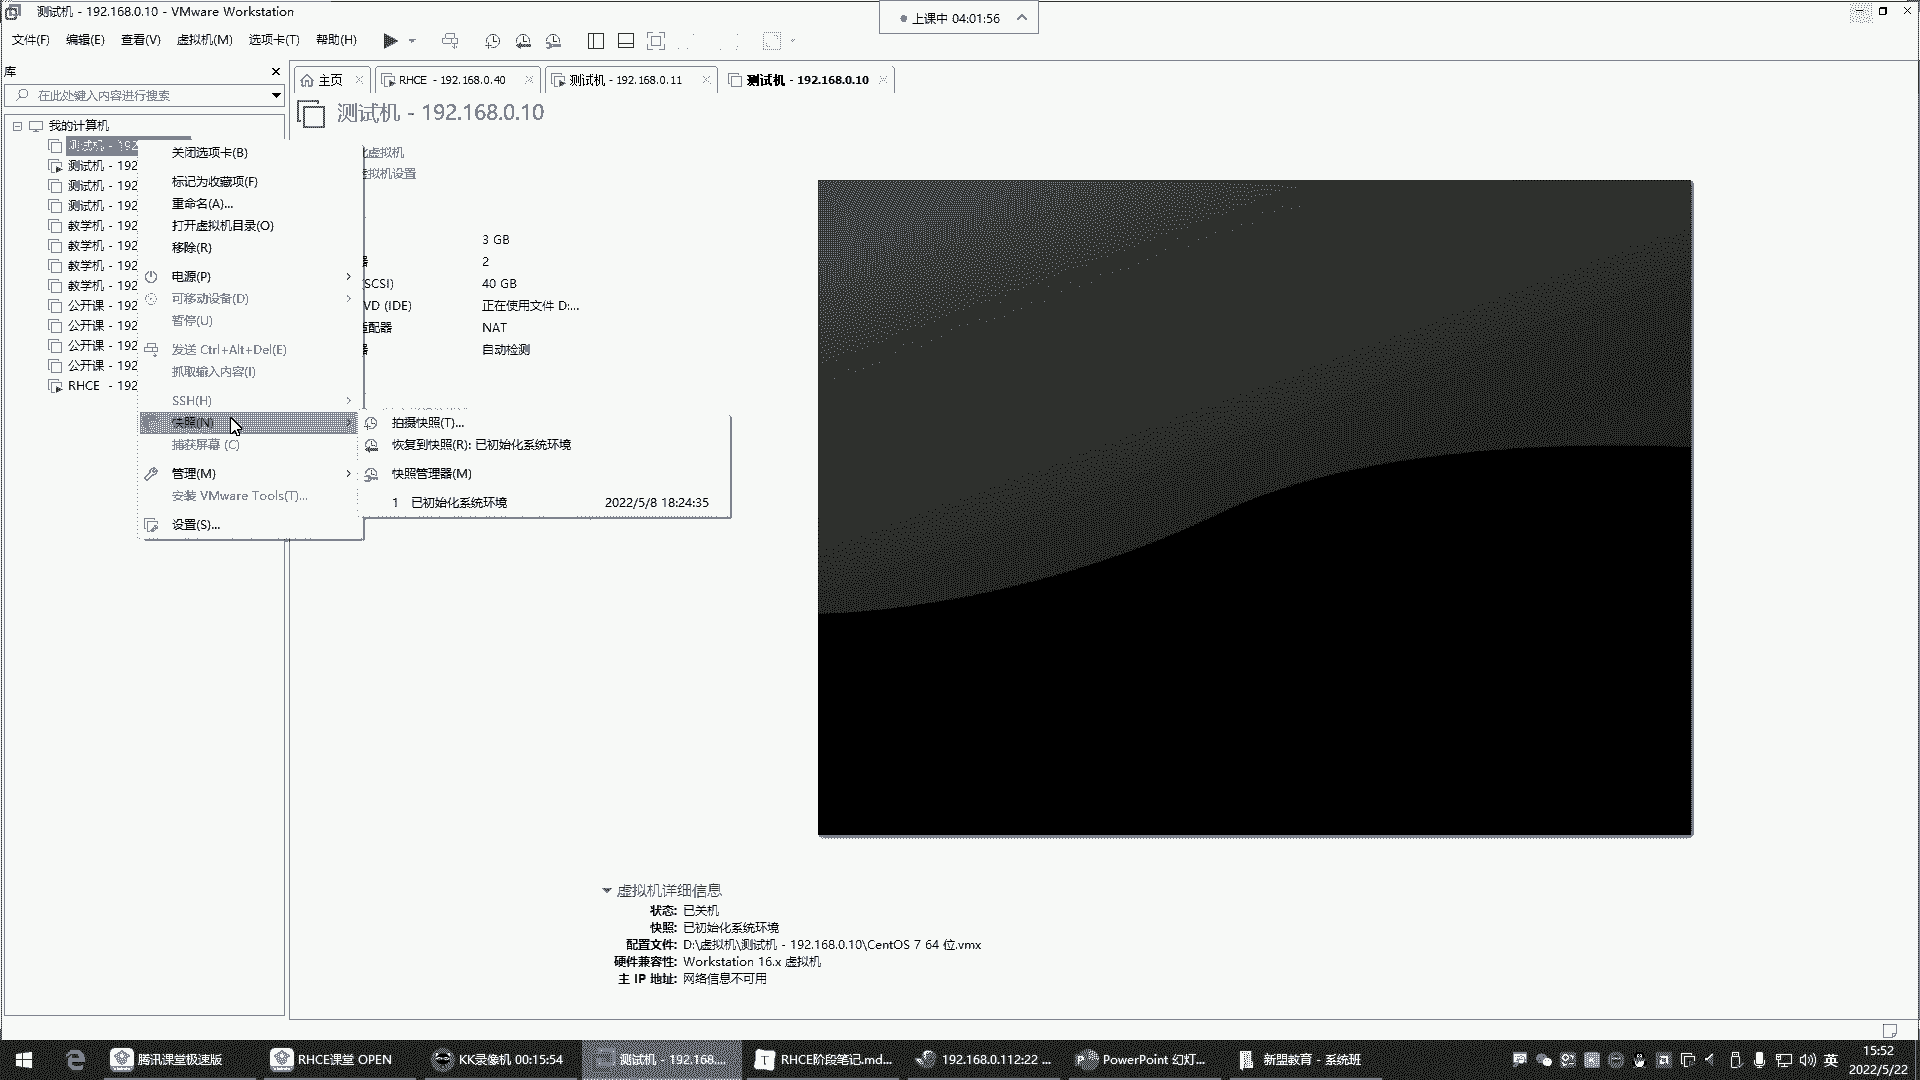 测试机 - 192.168.0.10 - VMware Workstation
上课中 04:01:56
文件(F) 编辑(E) 查看(V) 虚拟机(M) 选项卡(T) 帮助(H)
库
主页
RHCE - 192.168.0.40
测试机 - 192.168.0.11
测试机 - 192.168.0.10
在此处键入内容进行搜索
测试机 - 192.168.0.10
我的计算机
测试机 - 192
测试机 - 192
测试机 - 192
测试机 - 192
教学机 - 192
教学机 - 192
教学机 - 192
教学机 - 192
公开课 - 192
公开课 - 192
公开课 - 192
公开课 - 192
RHCE - 192
关闭选项卡(B)
标记为收藏项(F)
重命名(A)...
打开虚拟机目录(O)
移除(R)
电源(P)
可移动设备(D)
暂停(U)
发送 Ctrl+Alt+Del(E)
抓取输入内容(I)
SSH(H)
快照(N)
捕获屏幕 (C)
管理(M)
安装 VMware Tools(T)...
设置(S)...
虚拟机
虚拟机设置
3 GB
器 2
SCSI) 40 GB
VD (IDE) 正在使用文件 D:...
适配器 NAT
器 自动检测
拍摄快照(T)...
恢复到快照(R): 已初始化系统环境
快照管理器(M)
1 已初始化系统环境 2022/5/8 18:24:35
虚拟机详细信息
状态: 已关机
快照: 已初始化系统环境
配置文件: D:\虚拟机\测试机 - 192.168.0.10\CentOS 7 64 位.vmx
硬件兼容性: Workstation 16.x 虚拟机
主 IP 地址: 网络信息不可用
腾讯课堂极速版
RHCE课堂 OPEN
KK录像机 00:15:54
测试机 - 192.168....
RHCE阶段笔记.md...
192.168.0.112:22 ...
PowerPoint 幻灯...
新盟教育 - 系统班
英
15:52
2022/5/22